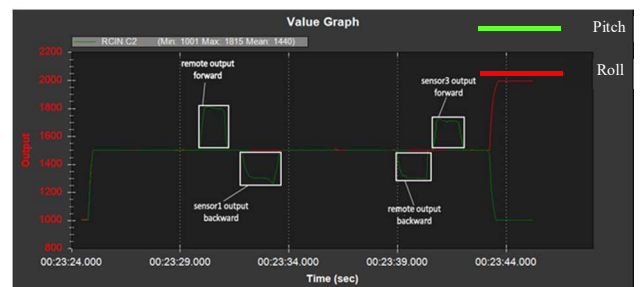 Value Graph
Pitch
RCIN C2 (Min: 1001 Max: 1815 Mean: 1440)
Roll
2200
2000
1800
1600
1400
1200
1000
800
Output
remote output
forward
sensor3 output
forward
sensor1 output
backward
remote output
backward
00:23:24.000
00:23:29.000
00:23:34.000
00:23:39.000
00:23:44.000
Time (sec)